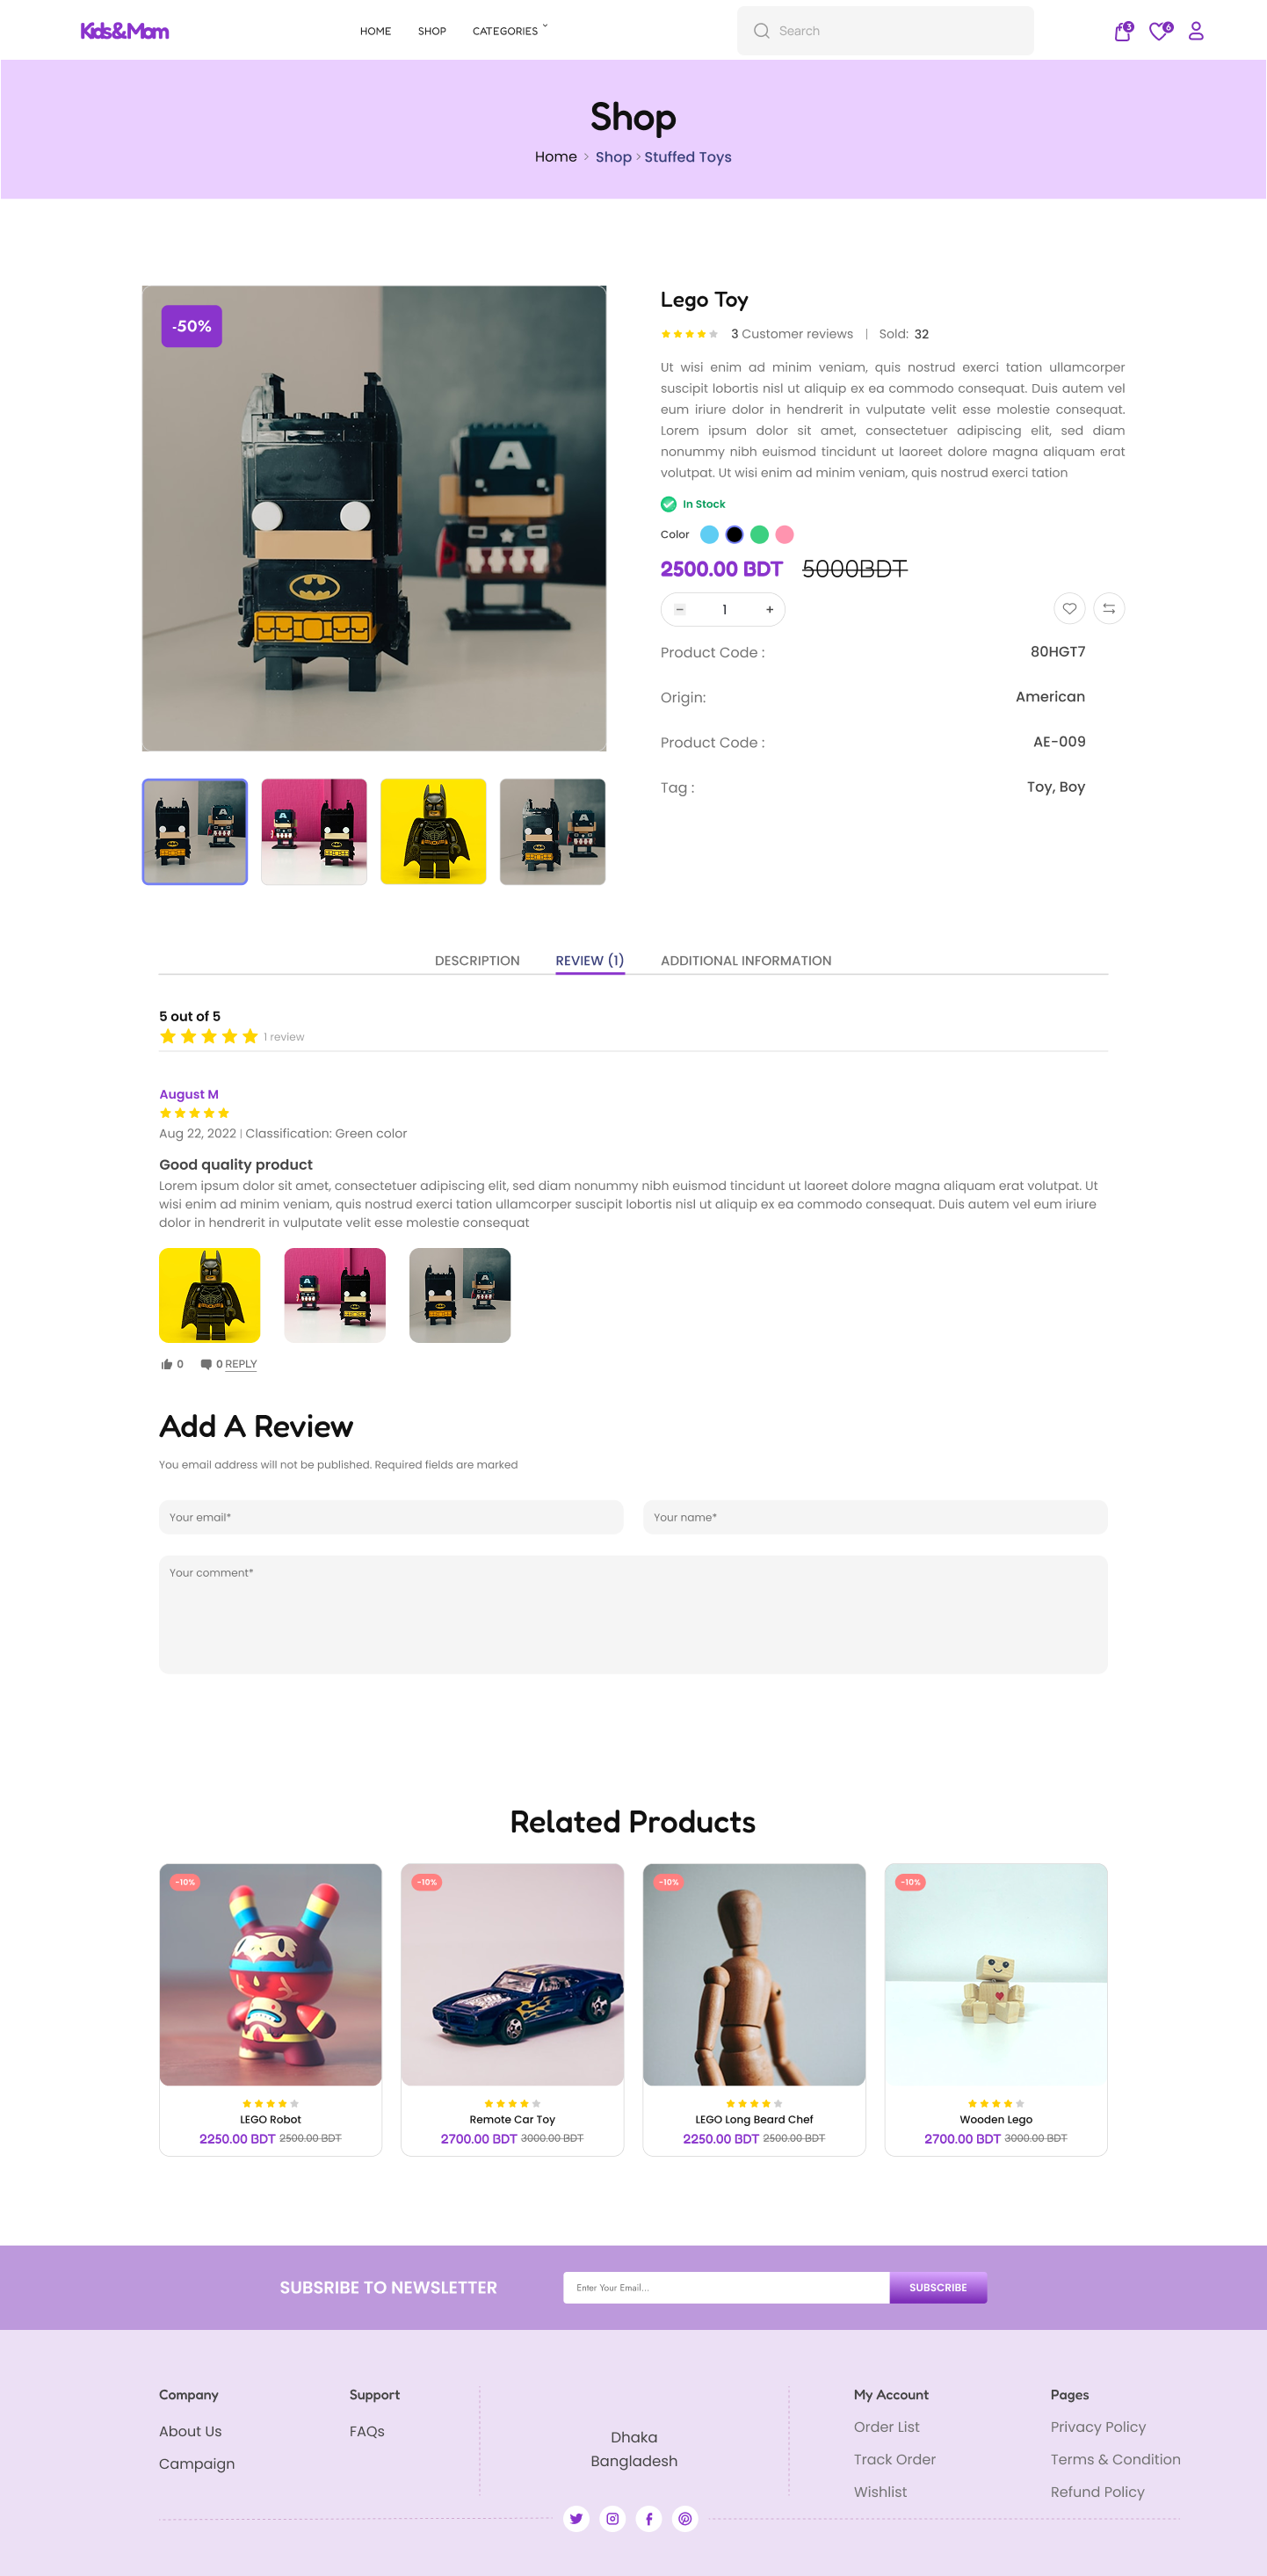 Kids&Mom
HOME SHOP CATEGORIES
Search
3
6
Shop
Home > Shop > Stuffed Toys
-50%
A
Lego Toy
3 Customer reviews | Sold: 32
Ut wisi enim ad minim veniam, quis nostrud exerci tation ullamcorper
suscipit lobortis nisl ut aliquip ex ea commodo consequat. Duis autem vel
eum iriure dolor in hendrerit in vulputate velit esse molestie consequat.
Lorem ipsum dolor sit amet, consectetuer adipiscing elit, sed diam
nonummy nibh euismod tincidunt ut laoreet dolore magna aliquam erat
volutpat. Ut wisi enim ad minim veniam, quis nostrud exerci tation
In Stock
Color
2500.00 BDT 5000BDT
− 1 +
Product Code : 80HGT7
Origin: American
Product Code : AE-009
Tag : Toy, Boy
DESCRIPTION REVIEW (1) ADDITIONAL INFORMATION
5 out of 5
1 review
August M
Aug 22, 2022 | Classification: Green color
Good quality product
Lorem ipsum dolor sit amet, consectetuer adipiscing elit, sed diam nonummy nibh euismod tincidunt ut laoreet dolore magna aliquam erat volutpat. Ut
wisi enim ad minim veniam, quis nostrud exerci tation ullamcorper suscipit lobortis nisl ut aliquip ex ea commodo consequat. Duis autem vel eum iriure
dolor in hendrerit in vulputate velit esse molestie consequat
0 0 REPLY
Add A Review
You email address will not be published. Required fields are marked
Your email* Your name*
Your comment*
Related Products
-10% -10% -10% -10%
LEGO Robot
2250.00 BDT 2500.00 BDT
Remote Car Toy
2700.00 BDT 3000.00 BDT
LEGO Long Beard Chef
2250.00 BDT 2500.00 BDT
Wooden Lego
2700.00 BDT 3000.00 BDT
SUBSRIBE TO NEWSLETTER
Enter Your Email...
SUBSCRIBE
Company
About Us
Campaign
Support
FAQs
Dhaka
Bangladesh
My Account
Order List
Track Order
Wishlist
Pages
Privacy Policy
Terms & Condition
Refund Policy